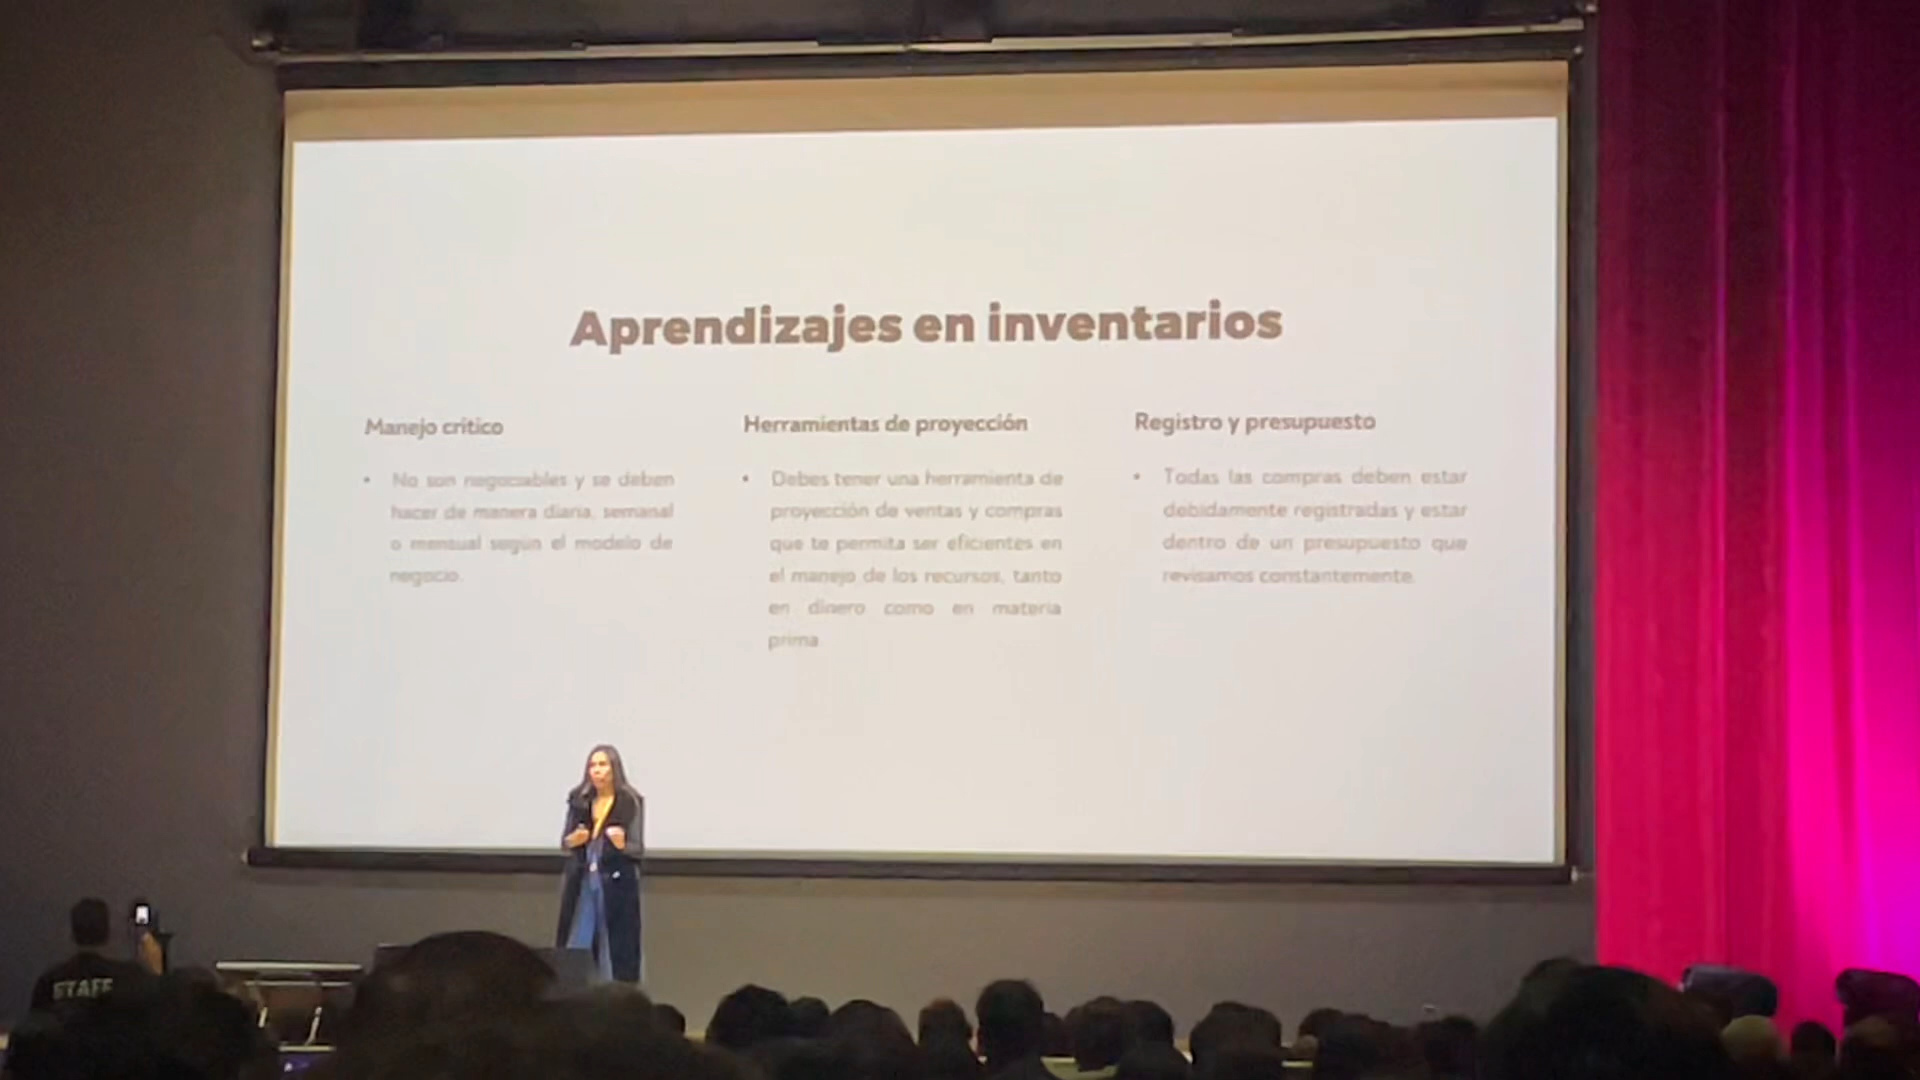 Aprendizajes en inventarios
Manejo crítico
• No son negociables y se deben
hacer de manera diaria, semanal
o mensual según el modelo de
negocio.
Herramientas de proyección
• Debes tener una herramienta de
proyección de ventas y compras
que te permita ser eficientes en
el manejo de los recursos, tanto
en dinero como en materia
prima
Registro y presupuesto
• Todas las compras deben estar
debidamente registradas y estar
dentro de un presupuesto que
revisamos constantemente.
STAFF